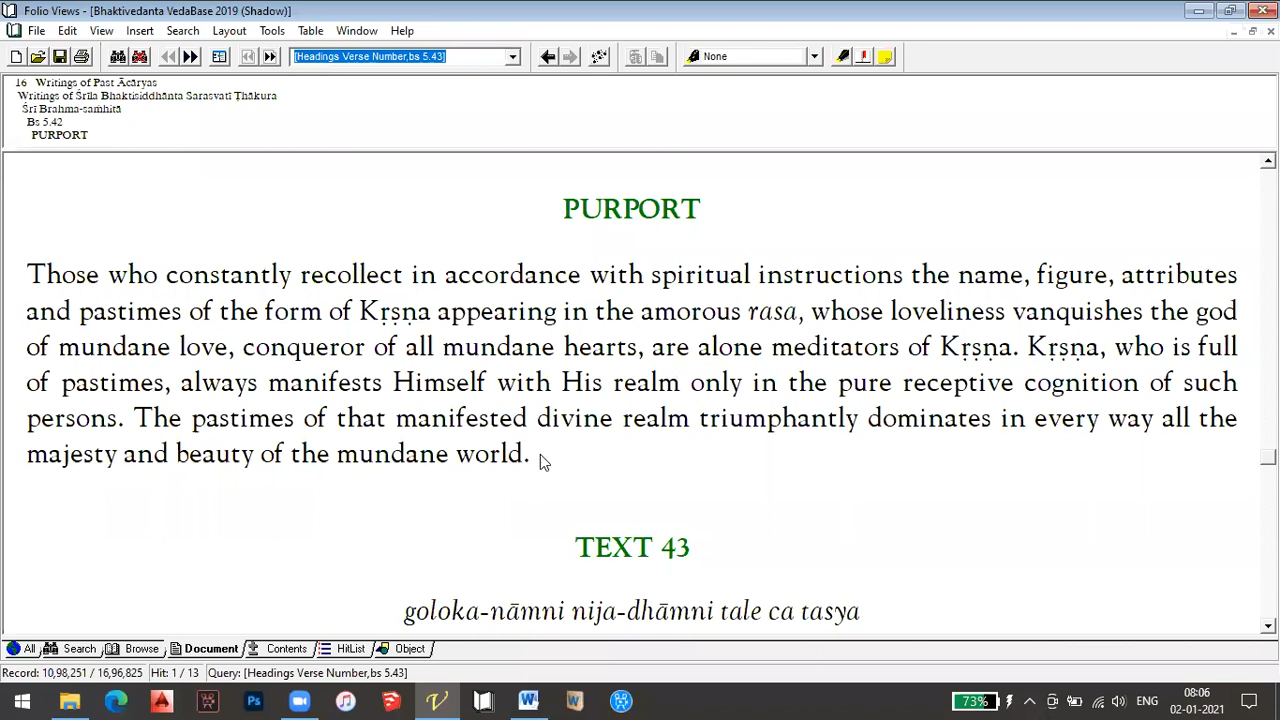 Folio Views - [Bhaktivedanta VedaBase 2019 (Shadow)]
File Edit View Insert Search Layout Tools Table Window Help
[Headings Verse Number,bs 5.43]
None
16 Writings of Past Ācāryas
Writings of Śrīla Bhaktisiddhānta Sarasvatī Ṭhākura
Śrī Brahma-saṁhitā
Bs 5.42
PURPORT
PURPORT
Those who constantly recollect in accordance with spiritual instructions the name, figure, attributes
and pastimes of the form of Kṛṣṇa appearing in the amorous rasa, whose loveliness vanquishes the god
of mundane love, conqueror of all mundane hearts, are alone meditators of Kṛṣṇa. Kṛṣṇa, who is full
of pastimes, always manifests Himself with His realm only in the pure receptive cognition of such
persons. The pastimes of that manifested divine realm triumphantly dominates in every way all the
majesty and beauty of the mundane world.
TEXT 43
goloka-nāmni nija-dhāmni tale ca tasya
All Search Browse Document Contents HitList Object
Record: 10,98,251 / 16,96,825 Hit: 1 / 13 Query: [Headings Verse Number,bs 5.43]
73% ENG 08:06
02-01-2021